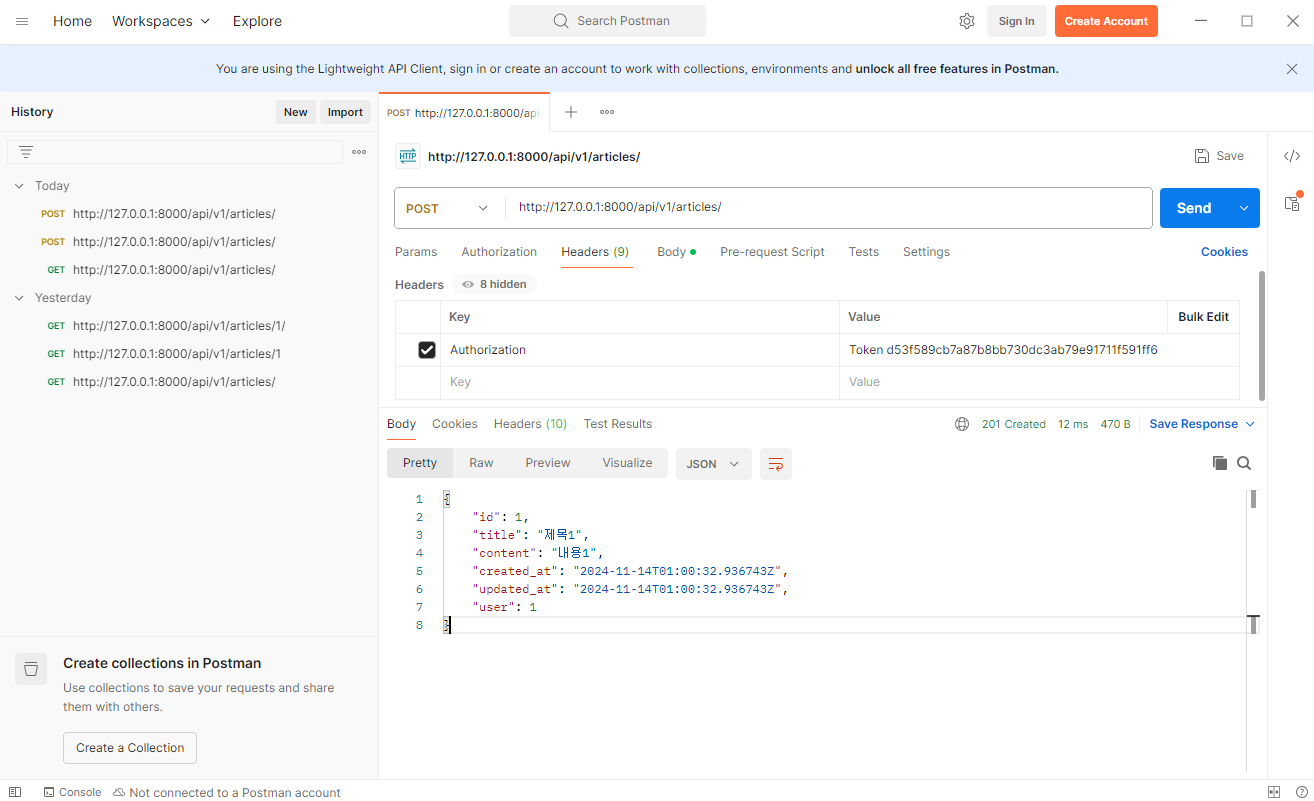 Home Workspaces Explore Search Postman Sign In Create Account
You are using the Lightweight API Client, sign in or create an account to work with collections, environments and unlock all free features in Postman.
History New Import
Today
POST http://127.0.0.1:8000/api/v1/articles/
POST http://127.0.0.1:8000/api/v1/articles/
GET http://127.0.0.1:8000/api/v1/articles/
Yesterday
GET http://127.0.0.1:8000/api/v1/articles/1/
GET http://127.0.0.1:8000/api/v1/articles/1
GET http://127.0.0.1:8000/api/v1/articles/
Create collections in Postman
Use collections to save your requests and share
them with others.
Create a Collection
POST http://127.0.0.1:8000/api
HTTP http://127.0.0.1:8000/api/v1/articles/ Save
POST http://127.0.0.1:8000/api/v1/articles/ Send
Params Authorization Headers (9) Body Pre-request Script Tests Settings Cookies
Headers 8 hidden
Key Value Bulk Edit
Authorization Token d53f589cb7a87b8bb730dc3ab79e91711f591ff6
Key Value
Body Cookies Headers (10) Test Results 201 Created 12 ms 470 B Save Response
Pretty Raw Preview Visualize JSON
1 {
2 "id": 1,
3 "title": "제목1",
4 "content": "내용1",
5 "created_at": "2024-11-14T01:00:32.936743Z",
6 "updated_at": "2024-11-14T01:00:32.936743Z",
7 "user": 1
8 }
Console Not connected to a Postman account